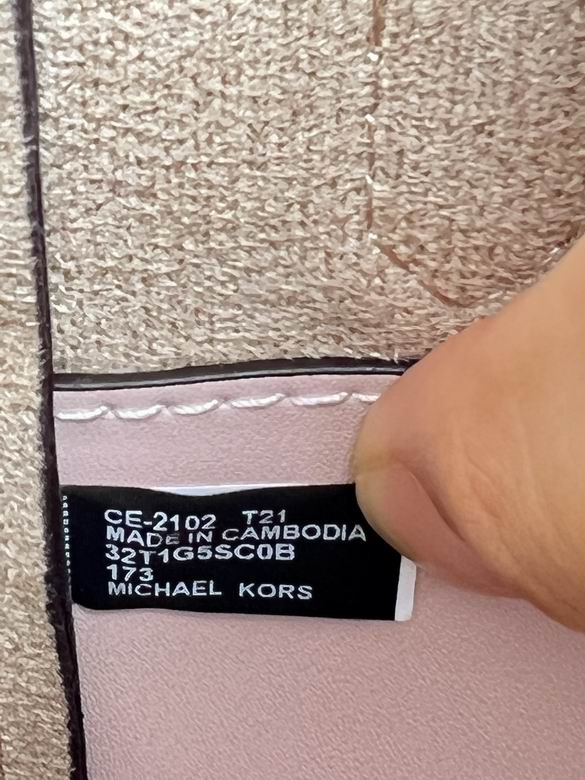 CE-2102 T21
MADE IN CAMBODIA
32T1G5SC0B
173
MICHAEL KORS